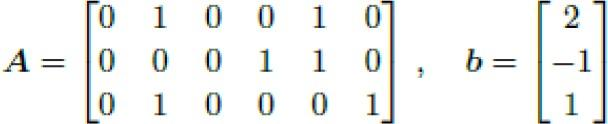 A = [0 1 0 0 1 0] , b = [2]
[0 0 0 1 1 0] [-1]
[0 1 0 0 0 1] [1]